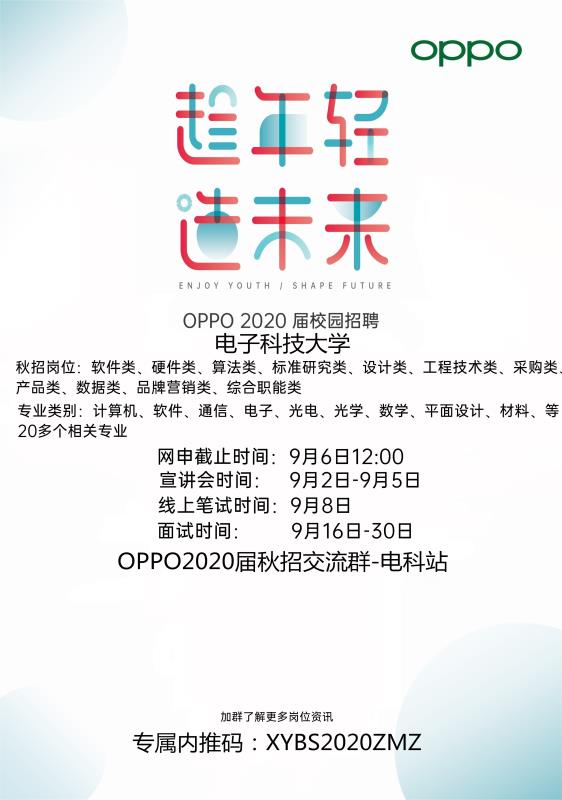 oppo
趁年轻
造未来
ENJOY YOUTH / SHAPE FUTURE
OPPO 2020 届校园招聘
电子科技大学
秋招岗位：软件类、硬件类、算法类、标准研究类、设计类、工程技术类、采购类、
产品类、数据类、品牌营销类、综合职能类
专业类别：计算机、软件、通信、电子、光电、光学、数学、平面设计、材料、等
20多个相关专业
网申截止时间：9月6日12:00
宣讲会时间： 9月2日-9月5日
线上笔试时间：9月8日
面试时间： 9月16日-30日
OPPO2020届秋招交流群-电科站
加群了解更多岗位资讯
专属内推码：XYBS2020ZMZ